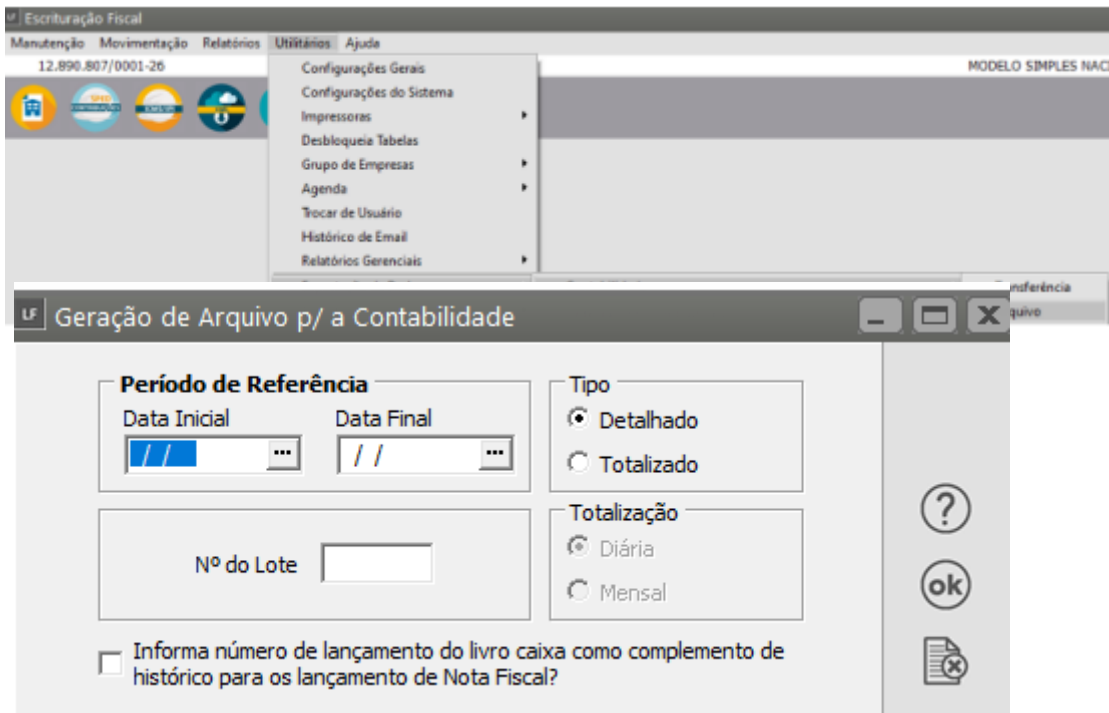 LF Escrituração Fiscal
Manutenção Movimentação Relatórios Utilitários Ajuda
12.890.807/0001-26 MODELO SIMPLES NAC
Configurações Gerais
Configurações do Sistema
Impressoras
Desbloqueia Tabelas
Grupo de Empresas
Agenda
Trocar de Usuário
Histórico de Email
Relatórios Gerenciais
nsferência
quivo
LF Geração de Arquivo p/ a Contabilidade
Período de Referência
Data Inicial Data Final
/ / ... / / ...
Tipo
Detalhado
Totalizado
Nº do Lote
Totalização
Diária
Mensal
Informa número de lançamento do livro caixa como complemento de
histórico para os lançamento de Nota Fiscal?
?
ok